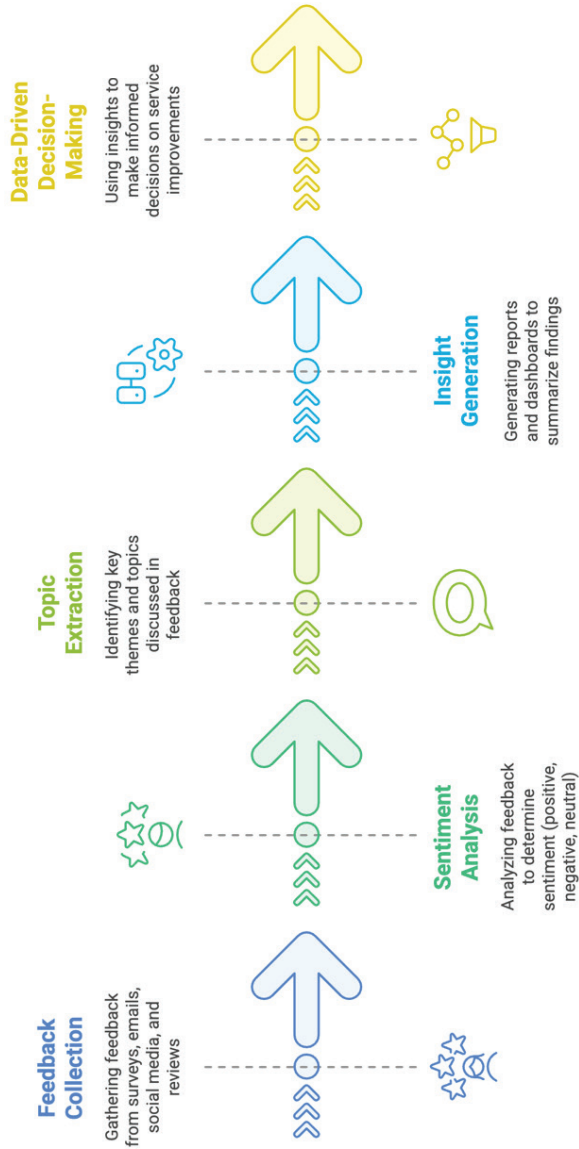 Feedback
Collection
Gathering feedback
from surveys, emails,
social media, and
reviews
Sentiment
Analysis
Analyzing feedback
to determine
sentiment (positive,
negative, neutral)
Topic
Extraction
Identifying key
themes and topics
discussed in
feedback
Insight
Generation
Generating reports
and dashboards to
summarize findings
Data-Driven
Decision-
Making
Using insights to
make informed
decisions on service
improvements